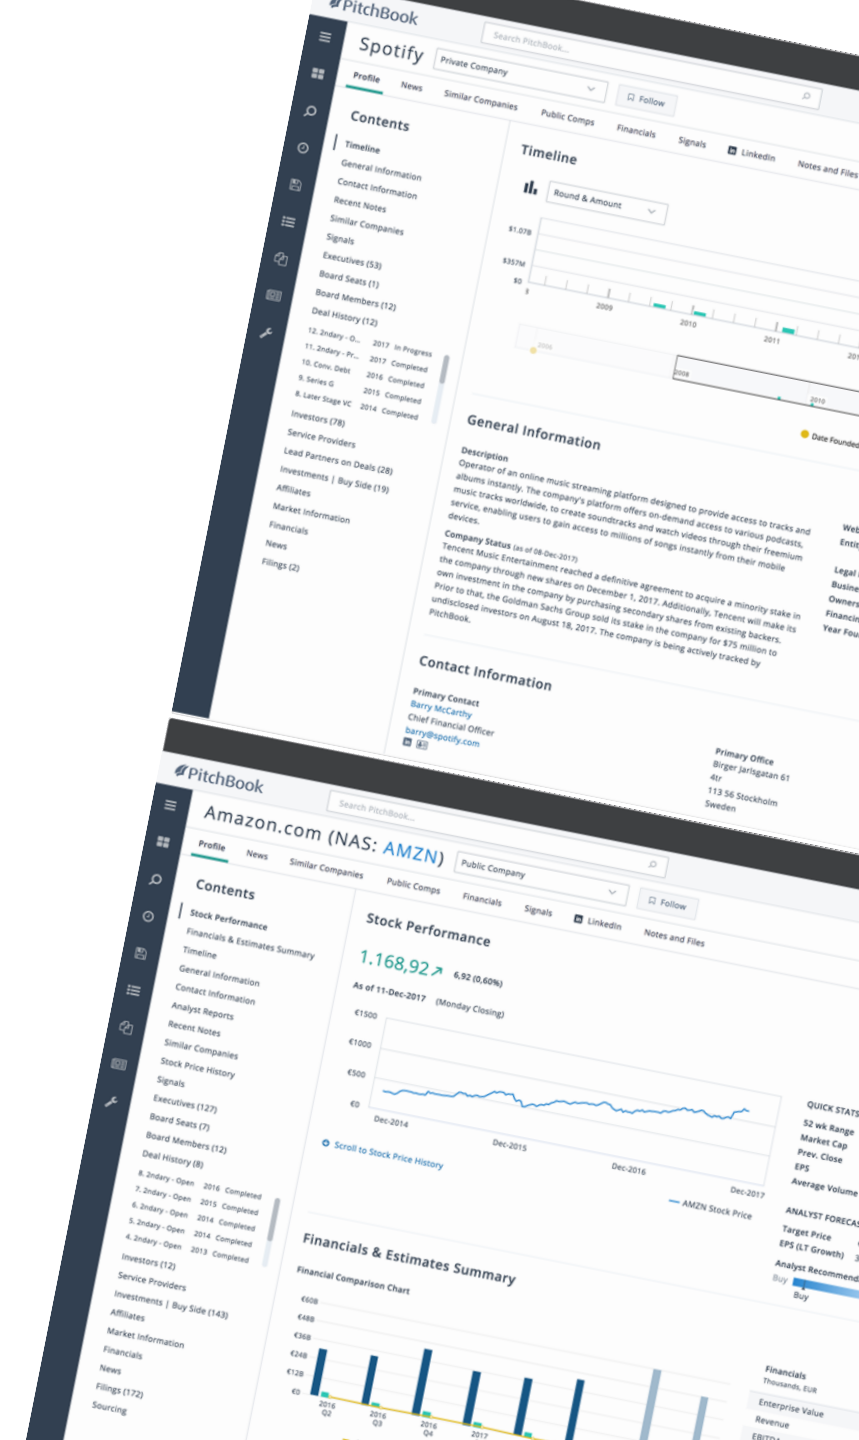 PitchBook
Search PitchBook...
Spotify
Private Company
Follow
Profile
News
Similar Companies
Public Comps
Financials
Signals
LinkedIn
Notes and Files
Contents
Timeline
General Information
Contact Information
Recent Notes
Similar Companies
Signals
Executives (53)
Board Seats (1)
Board Members (12)
Deal History (12)
12. 2ndary - O... 2017 In Progress
11. 2ndary - Pr... 2017 Completed
10. Conv. Debt 2016 Completed
9. Series G 2015 Completed
8. Later Stage VC 2014 Completed
Investors (78)
Service Providers
Lead Partners on Deals (28)
Investments | Buy Side (19)
Affiliates
Market Information
Financials
News
Filings (2)
Timeline
Round & Amount
$1.07B
$357M
$0
2009
2010
2011
2006
2008
2010
Date Founded
General Information
Description
Operator of an online music streaming platform designed to provide access to tracks and
albums instantly. The company's platform offers on-demand access to various podcasts,
music tracks worldwide, to create soundtracks and watch videos through their freemium
service, enabling users to gain access to millions of songs instantly from their mobile
devices.
Company Status (as of 08-Dec-2017)
Tencent Music Entertainment reached a definitive agreement to acquire a minority stake in
the company through new shares on December 1, 2017. Additionally, Tencent will make its
own investment in the company by purchasing secondary shares from existing backers.
Prior to that, the Goldman Sachs Group sold its stake in the company for $75 million to
undisclosed investors on August 18, 2017. The company is being actively tracked by
PitchBook.
Web
Entit
Legal
Busine
Owners
Financin
Year Fou
Contact Information
Primary Contact
Barry McCarthy
Chief Financial Officer
barry@spotify.com
Primary Office
Birger Jarlsgatan 61
4tr
113 56 Stockholm
Sweden
PitchBook
Search PitchBook...
Amazon.com (NAS: AMZN)
Public Company
Follow
Profile
News
Similar Companies
Public Comps
Financials
Signals
LinkedIn
Notes and Files
Contents
Stock Performance
Financials & Estimates Summary
Timeline
General Information
Contact Information
Analyst Reports
Recent Notes
Similar Companies
Stock Price History
Signals
Executives (127)
Board Seats (7)
Board Members (12)
Deal History (8)
8. 2ndary - Open 2016 Completed
7. 2ndary - Open 2015 Completed
6. 2ndary - Open 2014 Completed
5. 2ndary - Open 2014 Completed
4. 2ndary - Open 2013 Completed
Investors (12)
Service Providers
Investments | Buy Side (143)
Affiliates
Market Information
Financials
News
Filings (172)
Sourcing
Stock Performance
1.168,92 6,92 (0,60%)
As of 11-Dec-2017 (Monday Closing)
€1500
€1000
€500
€0
Dec-2014
Dec-2015
Dec-2016
Dec-2017
Scroll to Stock Price History
AMZN Stock Price
QUICK STATS
52 wk Range
Market Cap
Prev. Close
EPS
Average Volume
ANALYST FORECAS
Target Price
EPS (LT Growth) 3
Analyst Recommend
Buy
Buy
Financials & Estimates Summary
Financial Comparison Chart
€60B
€48B
€36B
€24B
€12B
€0
2016
Q2
2016
Q3
2016
Q4
2017
Financials
Thousands, EUR
Enterprise Value
Revenue
EBITDA